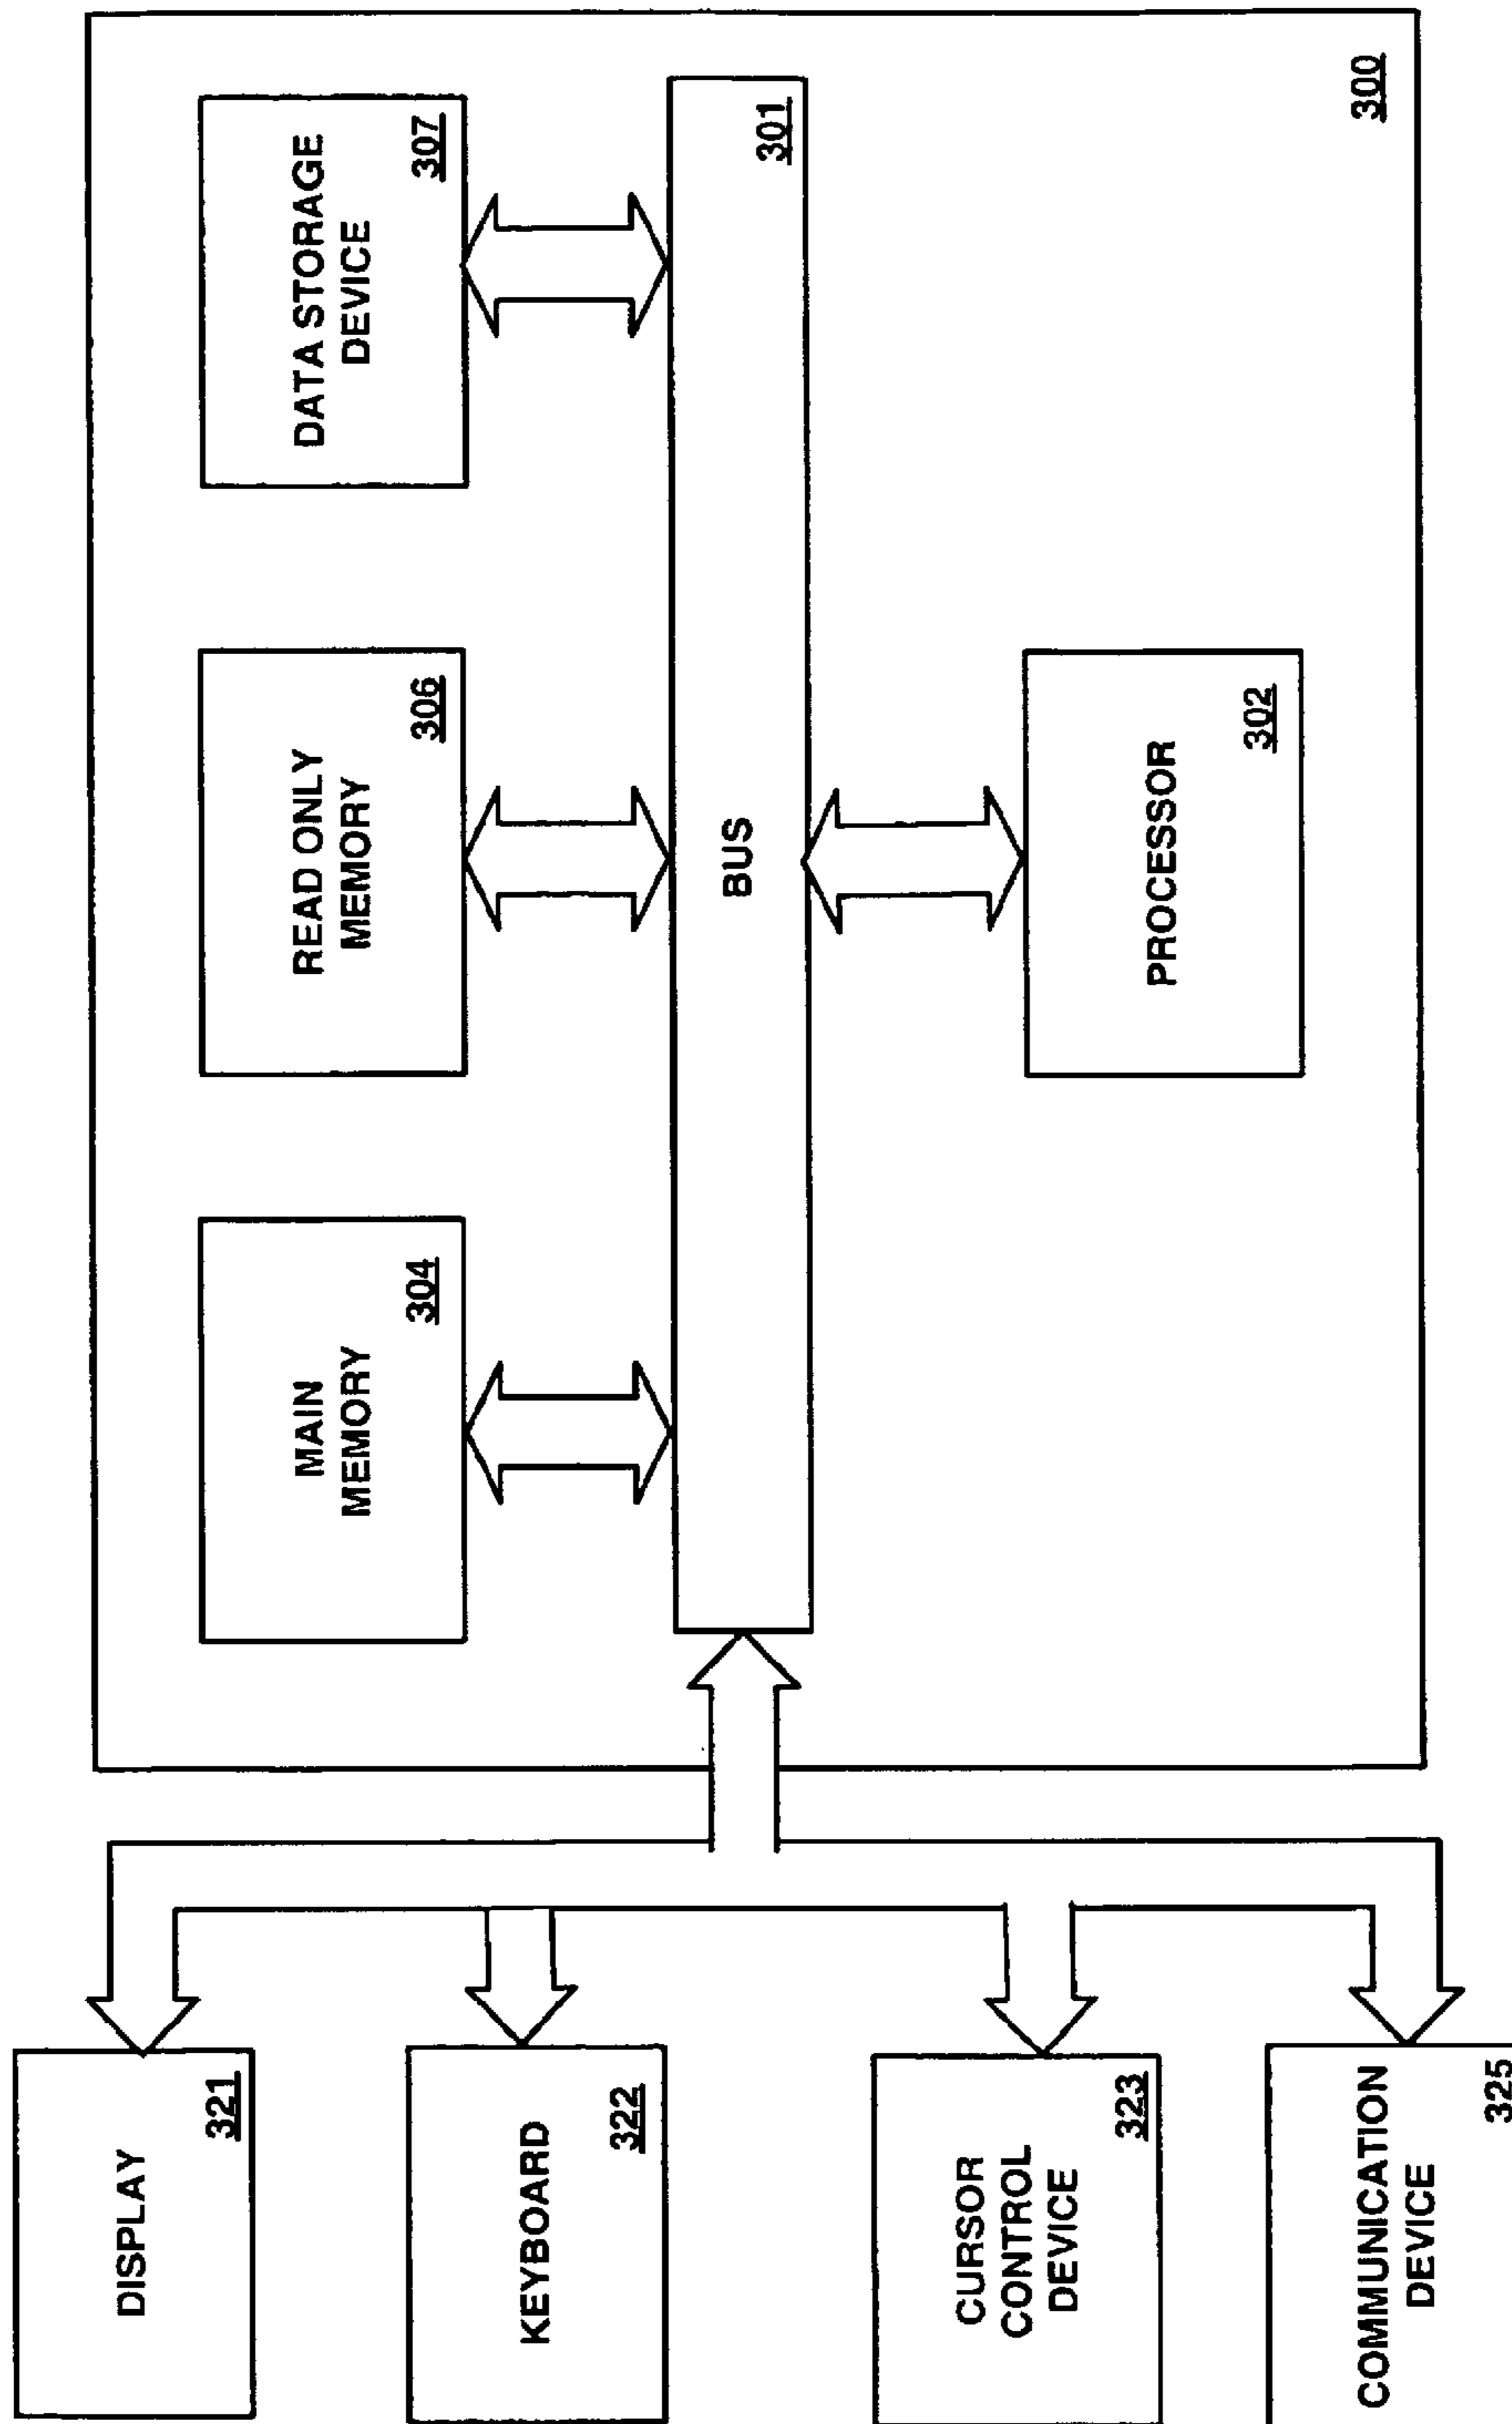 DISPLAY
321
KEYBOARD
322
CURSOR
CONTROL
DEVICE
323
COMMUNICATION
DEVICE
325
MAIN
MEMORY
304
READ ONLY
MEMORY
306
DATA STORAGE
DEVICE
307
BUS
301
PROCESSOR
302
300